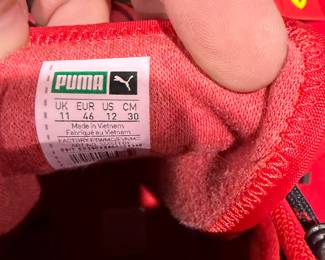 PUMA
UK EUR US CM
11 46 12 30
Made in Vietnam
Fabriqué au Vietnam